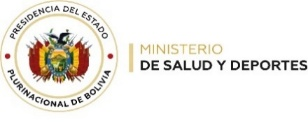 PRESIDENCIA DEL ESTADO
PLURINACIONAL DE BOLIVIA
MINISTERIO
DE SALUD Y DEPORTES